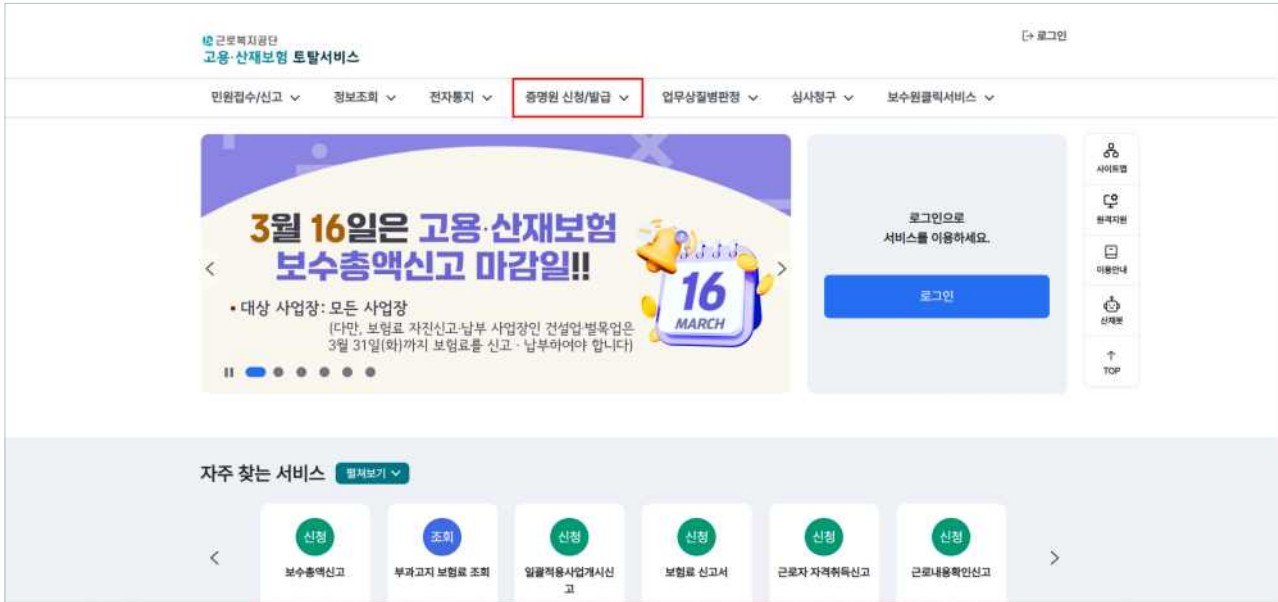 근로복지공단
고용·산재보험 토탈서비스
로그인
민원접수/신고 정보조회 전자통지 증명원 신청/발급 업무상질병판정 심사청구 보수원클릭서비스
3월 16일은 고용·산재보험
보수총액신고 마감일!!
• 대상 사업장: 모든 사업장
(다만, 보험료 자진신고·납부 사업장인 건설업·벌목업은
3월 31일(화)까지 보험료를 신고·납부하여야 합니다)
16
MARCH
로그인으로
서비스를 이용하세요.
로그인
사이트맵
원격지원
이용안내
산재봇
TOP
자주 찾는 서비스 펼쳐보기
신청 조회 신청 신청 신청 신청
보수총액신고 부과고지 보험료 조회 일괄적용사업개시신 보험료 신고서 근로자 자격취득신고 근로내용확인신고
고